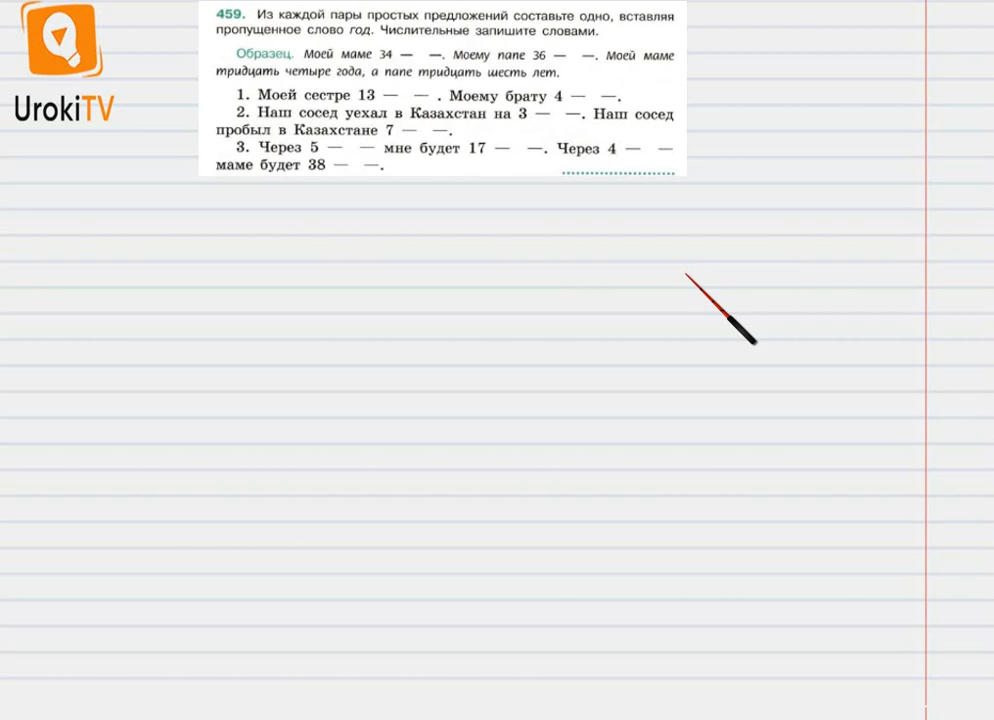 UrokiTV
459. Из каждой пары простых предложений составьте одно, вставляя
пропущенное слово год. Числительные запишите словами.
Образец. Моей маме 34 — —. Моему папе 36 — —. Моей маме
тридцать четыре года, а папе тридцать шесть лет.
1. Моей сестре 13 — — . Моему брату 4 — —.
2. Наш сосед уехал в Казахстан на 3 — —. Наш сосед
пробыл в Казахстане 7 — —.
3. Через 5 — — мне будет 17 — —. Через 4 — —
маме будет 38 — —.